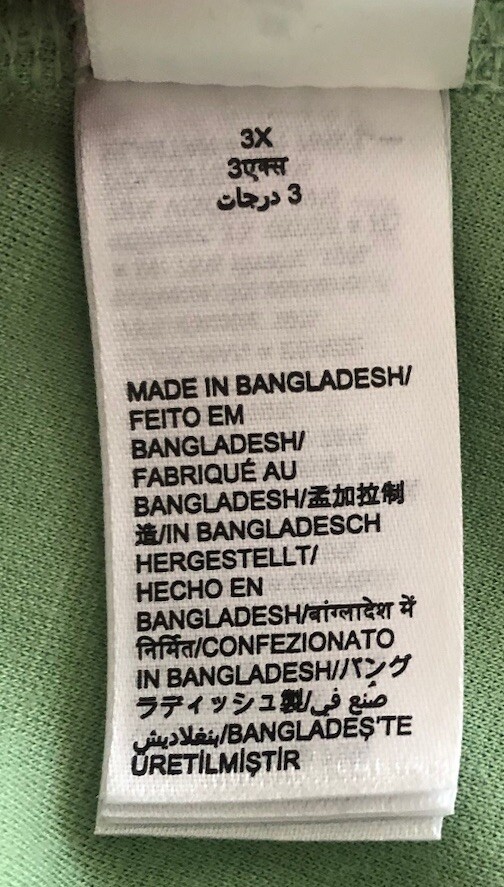 3X
3एक्स
3 درجات
MADE IN BANGLADESH/
FEITO EM
BANGLADESH/
FABRIQUÉ AU
BANGLADESH/孟加拉制
造/IN BANGLADESCH
HERGESTELLT/
HECHO EN
BANGLADESH/बांग्लादेश में
निर्मित/CONFEZIONATO
IN BANGLADESH//バング
ラディッシュ製/صنع في
بنغلاديش/BANGLADEŞ'TE
ÜRETİLMİŞTİR